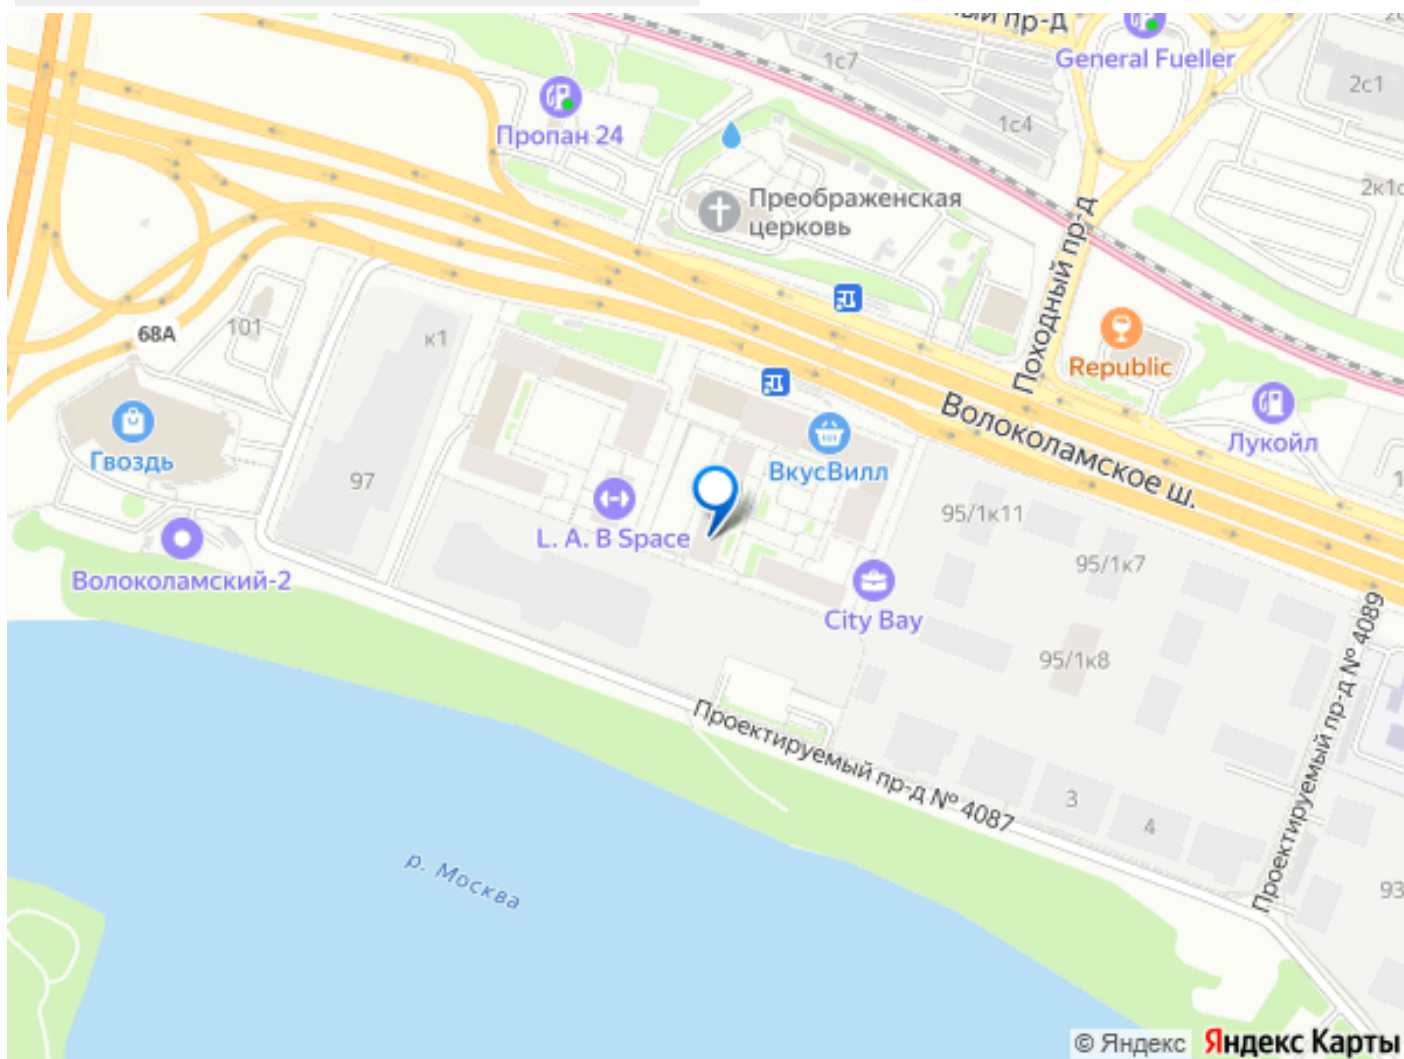 General Fueller
1с7
2с1
Пропан 24
1с4
2к1с
Преображенская
церковь
Походный пр-д
68А
101
к1
Republic
Волоколамское ш.
Лукойл
Гвоздь
ВкусВилл
97
L. A. B Space
95/1к11
95/1к7
Волоколамский-2
City Bay
95/1к8
Проектируемый пр-д № 4089
Проектируемый пр-д № 4087
3
4
р. Москва
93
© Яндекс Яндекс Карты